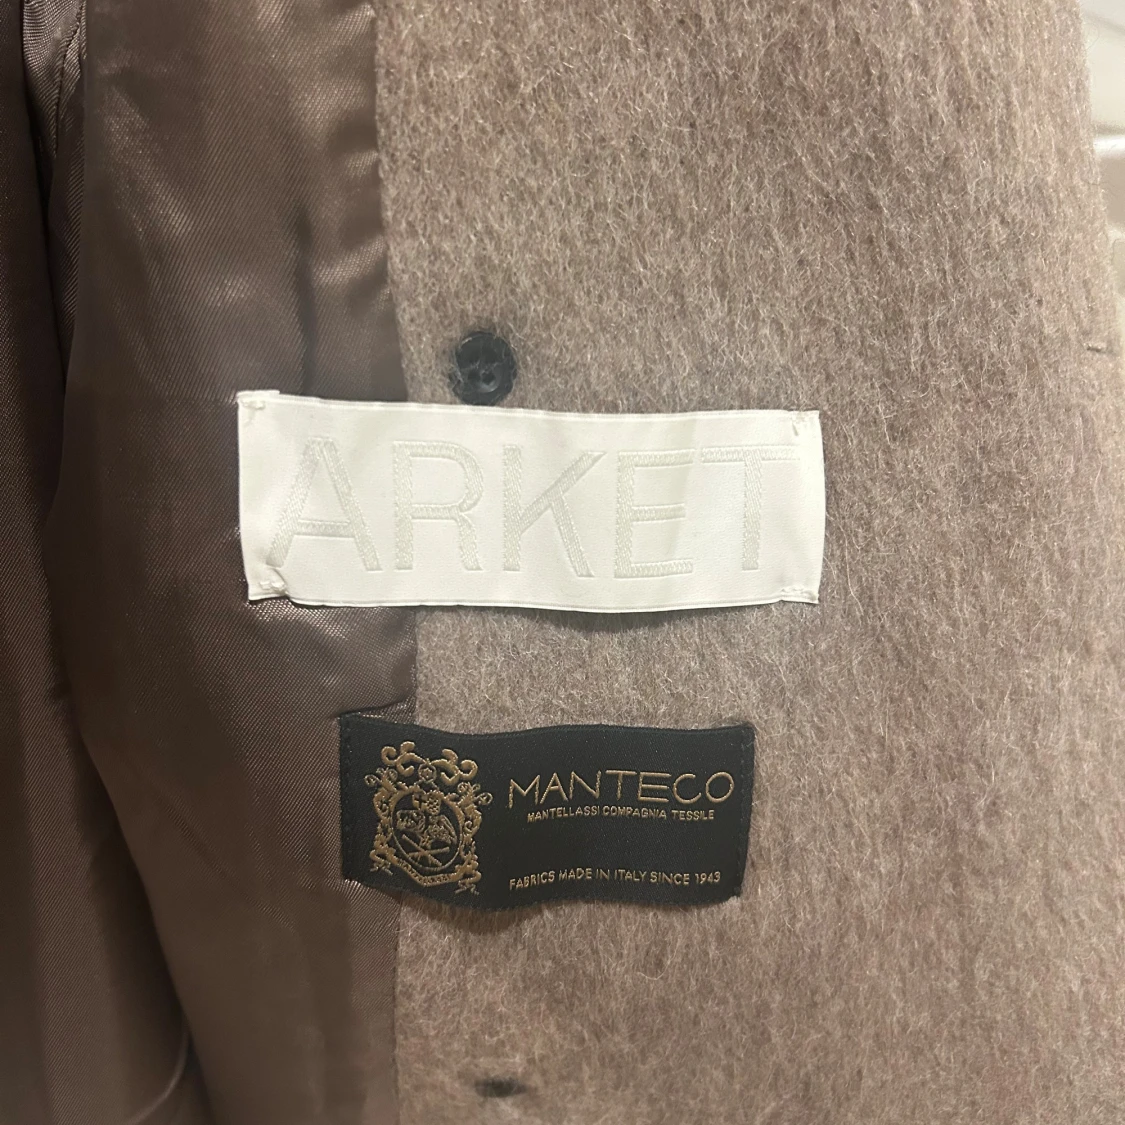 ARKET
MANTECO
MANTELLASSI COMPAGNIA TESSILE
FABRICS MADE IN ITALY SINCE 1943